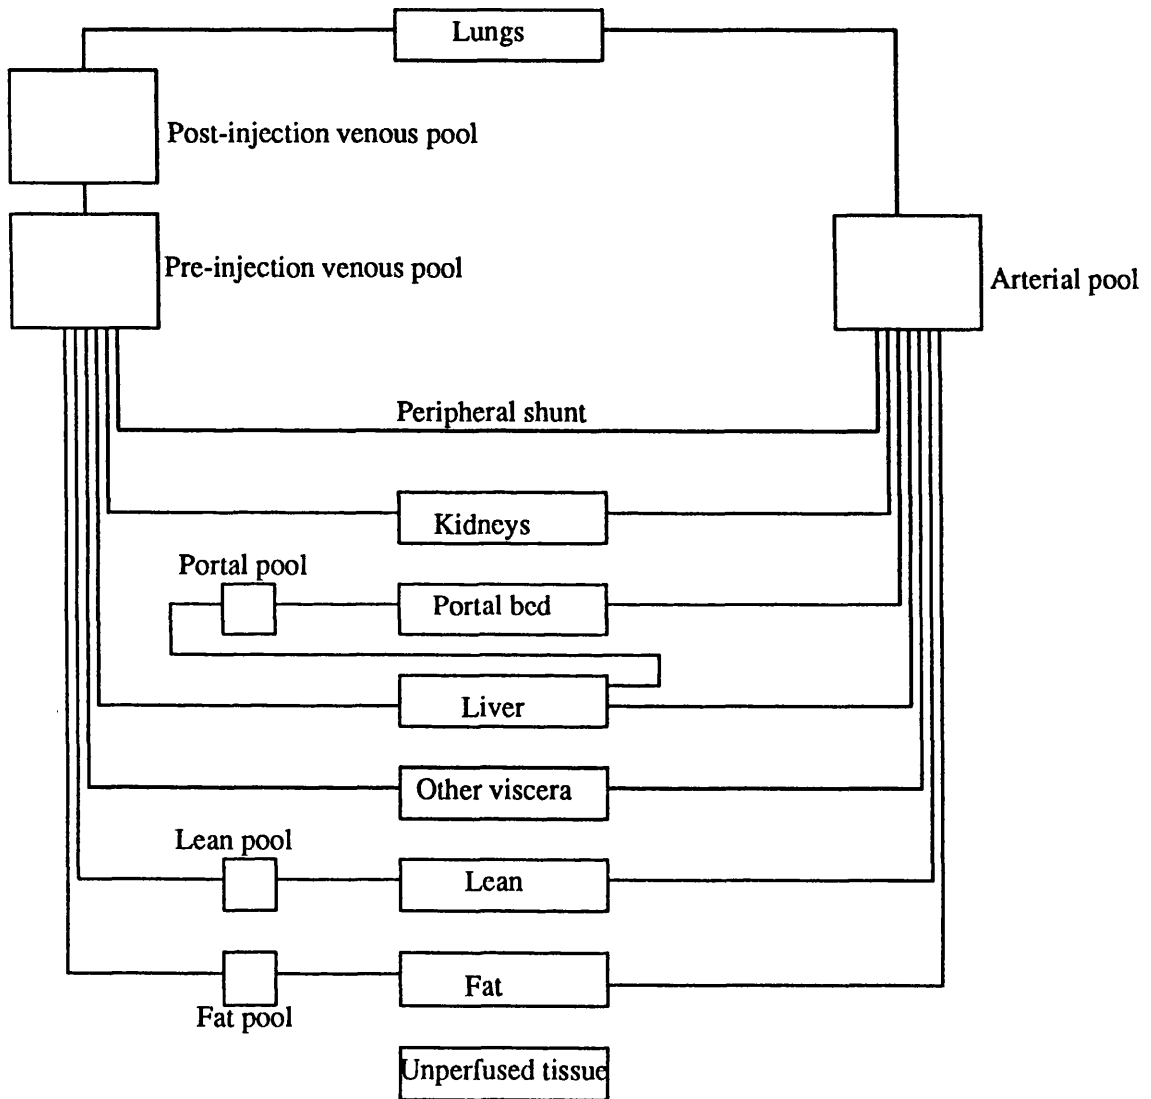 Lungs
Post-injection venous pool
Pre-injection venous pool
Arterial pool
Peripheral shunt
Kidneys
Portal pool
Portal bed
Liver
Other viscera
Lean pool
Lean
Fat
Fat pool
Unperfused tissue